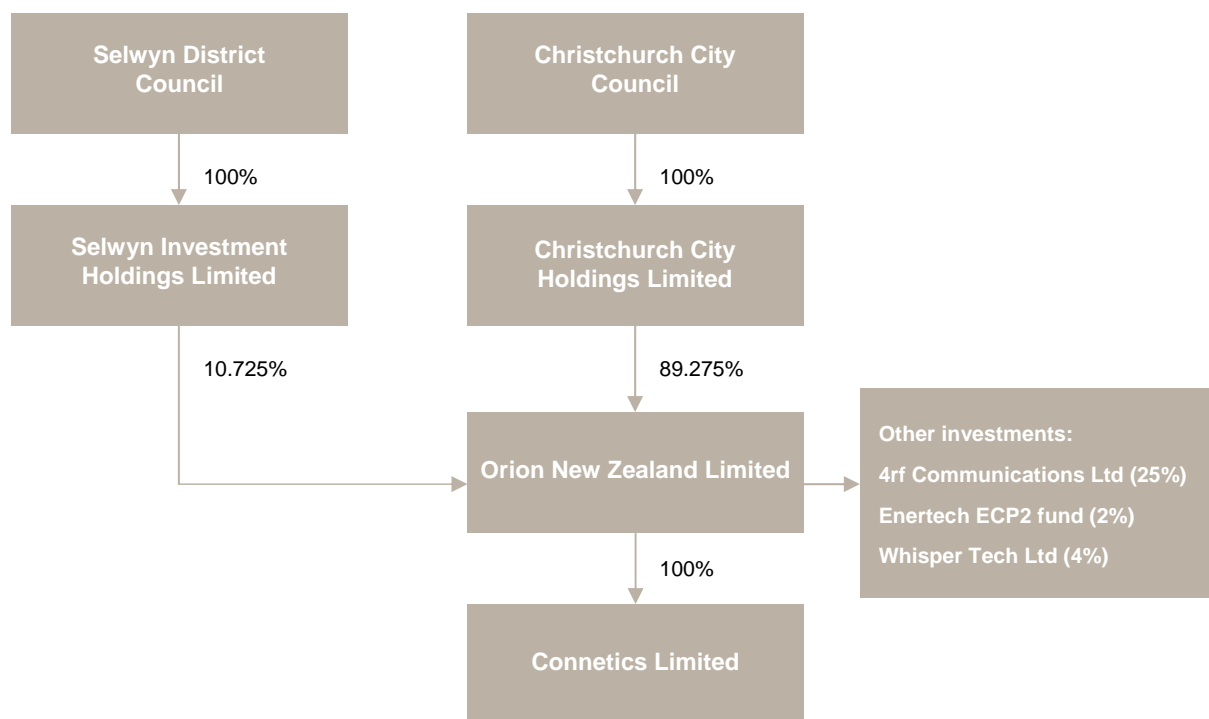 Selwyn District
Council
Christchurch City
Council
100%
100%
Selwyn Investment
Holdings Limited
Christchurch City
Holdings Limited
10.725%
89.275%
Orion New Zealand Limited
Other investments:
4rf Communications Ltd (25%)
Enertech ECP2 fund (2%)
Whisper Tech Ltd (4%)
100%
Connetics Limited